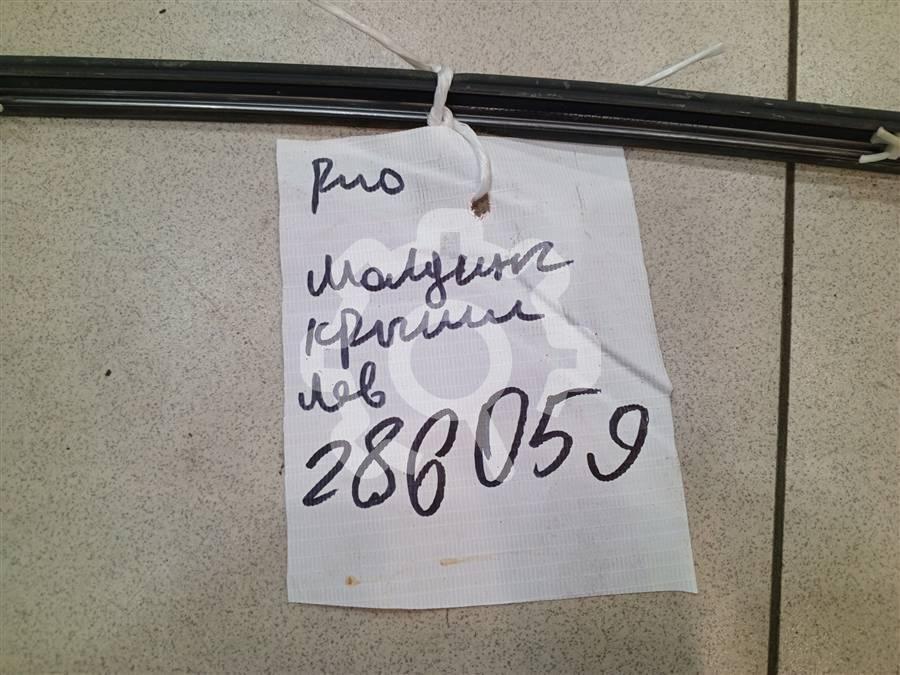 Рио
Молдинг
крыши
лев
286059